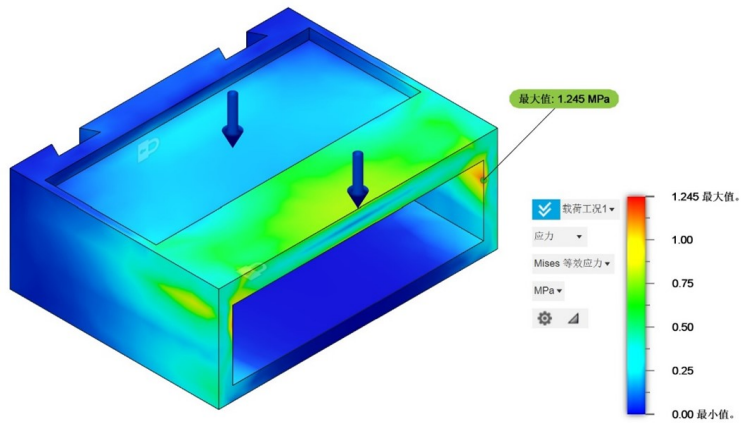 最大值: 1.245 MPa
载荷工况1
应力
Mises 等效应力
MPa
1.245 最大值。
1.00
0.75
0.50
0.25
0.00 最小值。